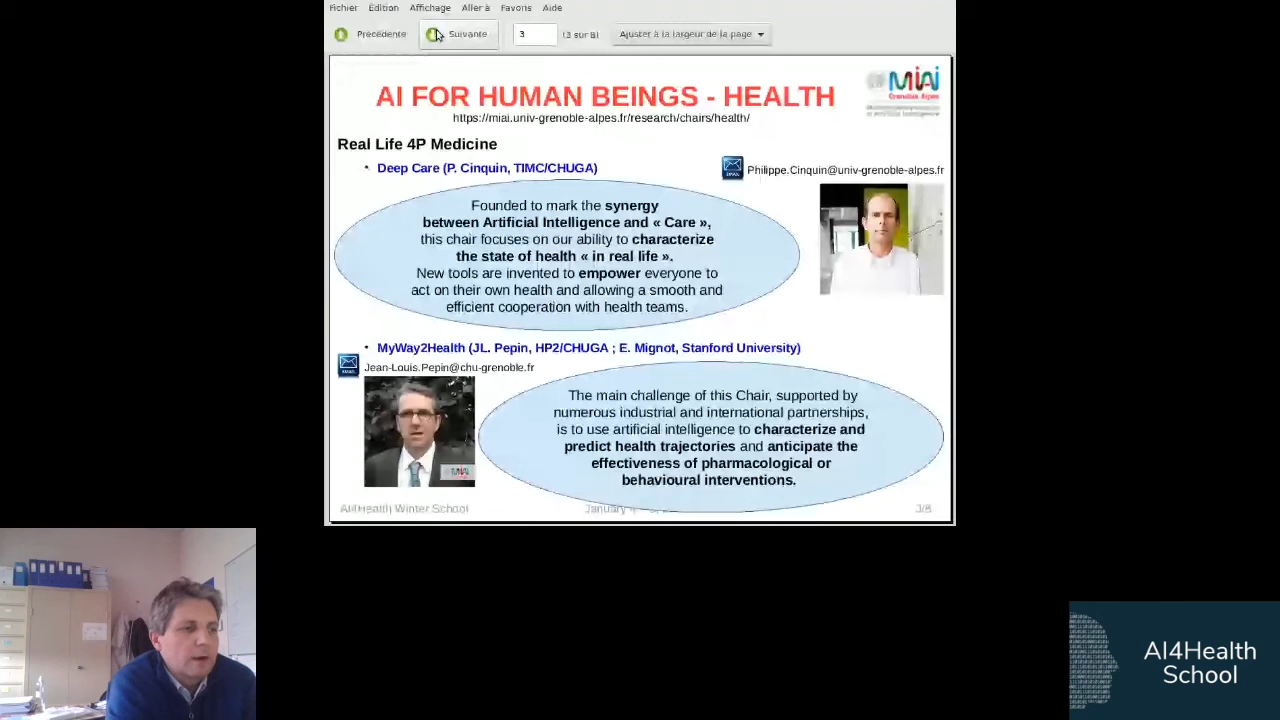 Fichier Édition Affichage Aller à Favoris Aide
Précédente Suivante 3 (3 sur 8) Ajuster à la largeur de la page
AI FOR HUMAN BEINGS - HEALTH
MiAi
Grenoble Alpes
https://miai.univ-grenoble-alpes.fr/research/chairs/health/
Real Life 4P Medicine
• Deep Care (P. Cinquin, TIMC/CHUGA)
EMAIL
Philippe.Cinquin@univ-grenoble-alpes.fr
Founded to mark the synergy
between Artificial Intelligence and « Care »,
this chair focuses on our ability to characterize
the state of health « in real life ».
New tools are invented to empower everyone to
act on their own health and allowing a smooth and
efficient cooperation with health teams.
• MyWay2Health (JL. Pepin, HP2/CHUGA ; E. Mignot, Stanford University)
EMAIL
Jean-Louis.Pepin@chu-grenoble.fr
The main challenge of this Chair, supported by
numerous industrial and international partnerships,
is to use artificial intelligence to characterize and
predict health trajectories and anticipate the
effectiveness of pharmacological or
behavioural interventions.
AI4Health Winter School January 3/8
AI4Health
School